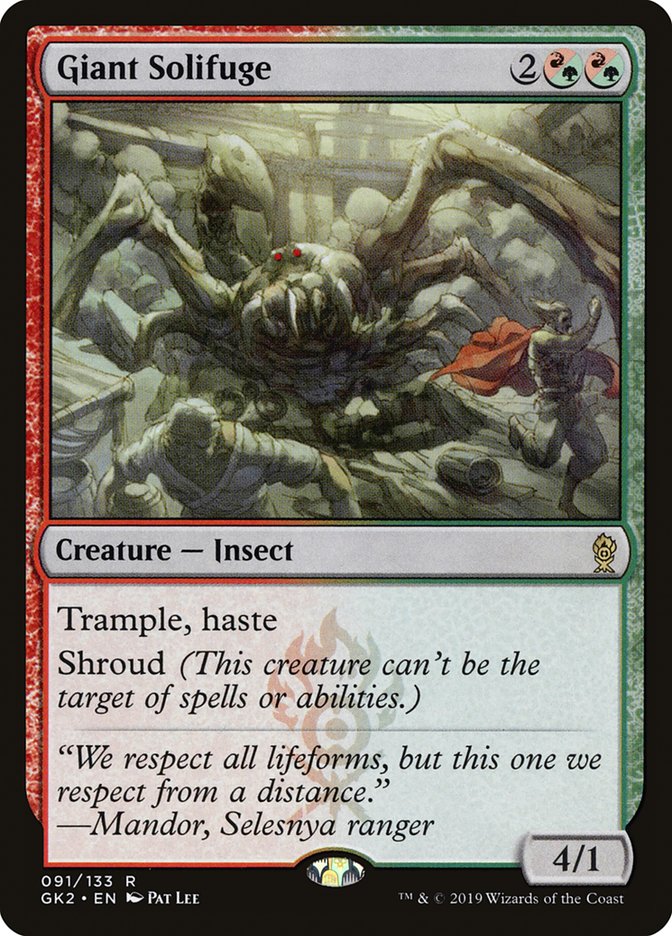 Giant Solifuge 2
Creature — Insect
Trample, haste
Shroud (This creature can't be the
target of spells or abilities.)
“We respect all lifeforms, but this one we
respect from a distance.”
—Mandor, Selesnya ranger
4/1
091/133 R
GK2 • EN Pat Lee
™ & © 2019 Wizards of the Coast